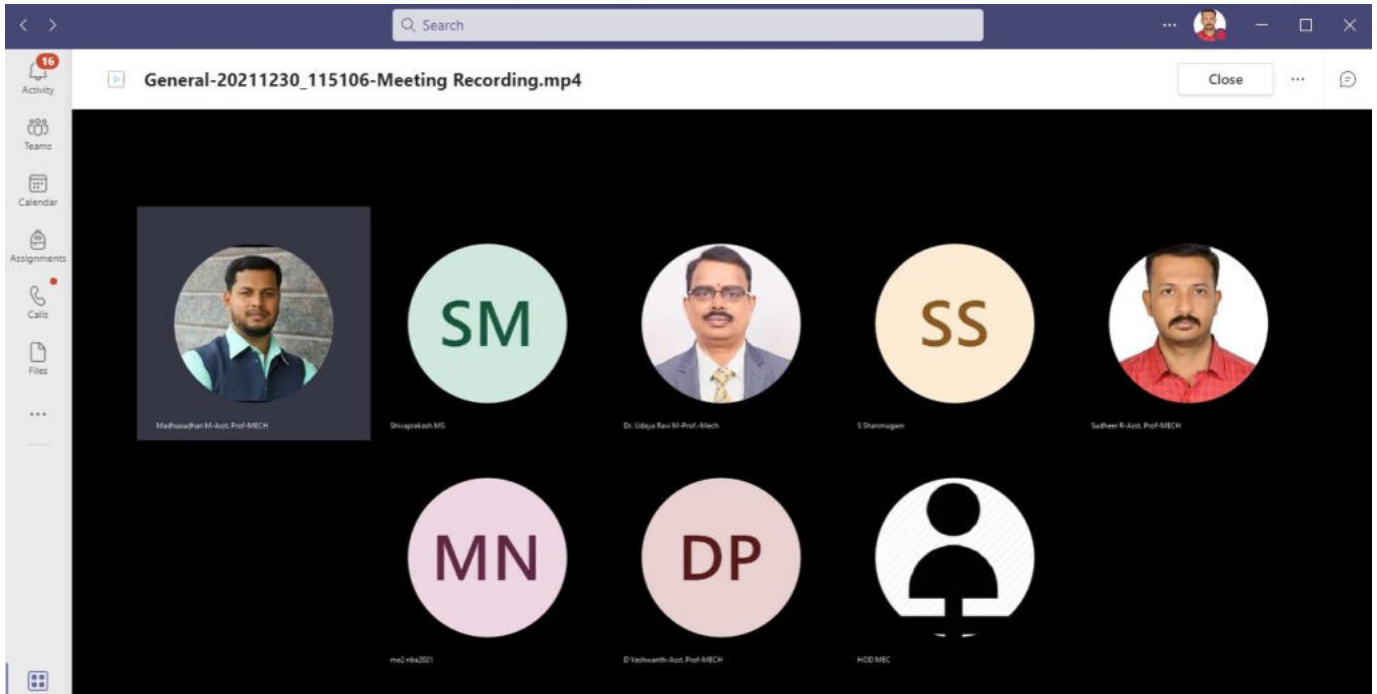 Search
16
Activity
General-20211230_115106-Meeting Recording.mp4
Close
Teams
Calendar
Assignments
Calls
Files
SM
SS
Madhusudhan M-Asst. Prof-MECH
Shivaprakash MS
Dr. Udaya Ravi M-Prof.-Mech
S Shanmugam
Sudheer R-Asst. Prof-MECH
MN
DP
me2 nba2021
D Yeshwanth-Asst. Prof-MECH
HOD MEC